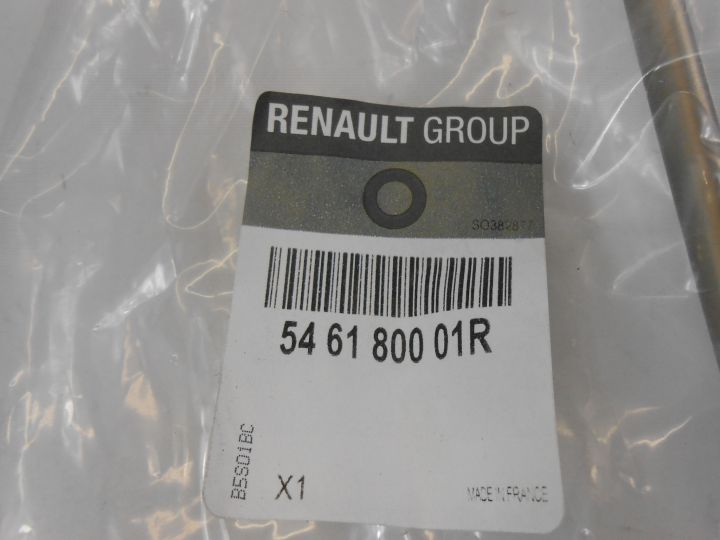 RENAULT GROUP
54 61 800 01R
B5S01BC
X1
MADE IN FRANCE